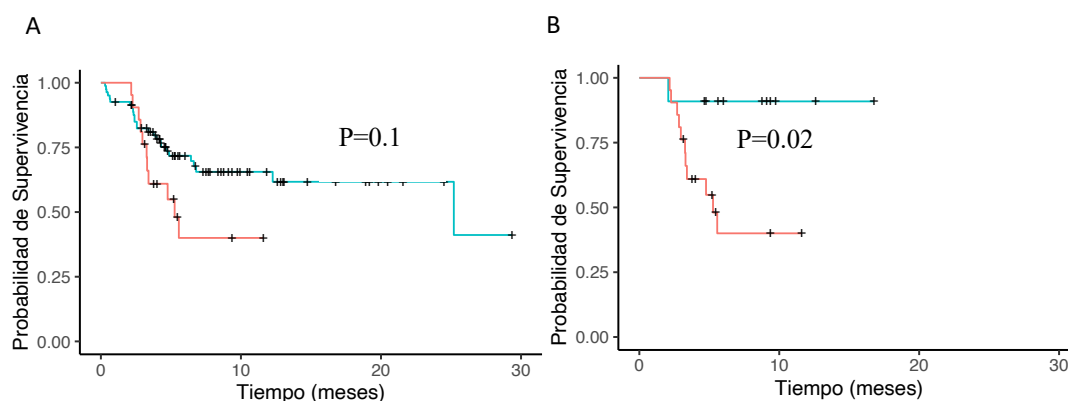 A
Probabilidad de Supervivencia
1.00
0.75
0.50
0.25
0.00
P=0.1
0
10
20
30
Tiempo (meses)
B
Probabilidad de Supervivencia
1.00
0.75
0.50
0.25
0.00
P=0.02
0
10
20
30
Tiempo (meses)